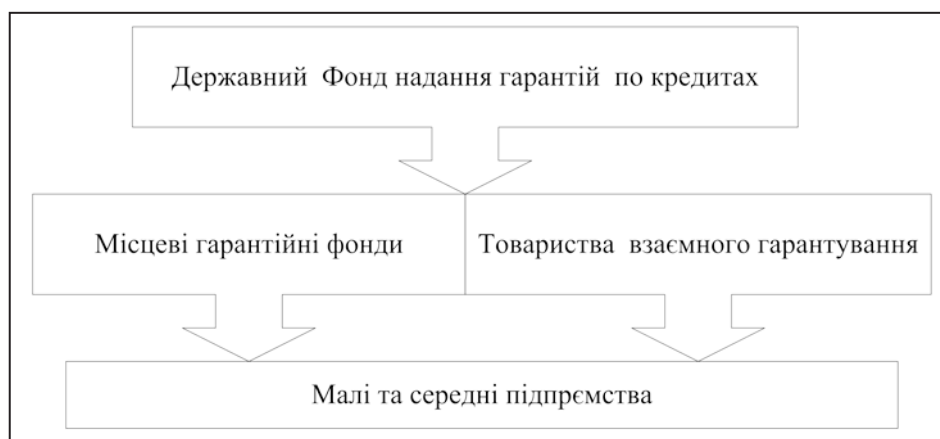 Державний Фонд надання гарантій по кредитах
Місцеві гарантійні фонди
Товариства взаємного гарантування
Малі та середні підпрємства